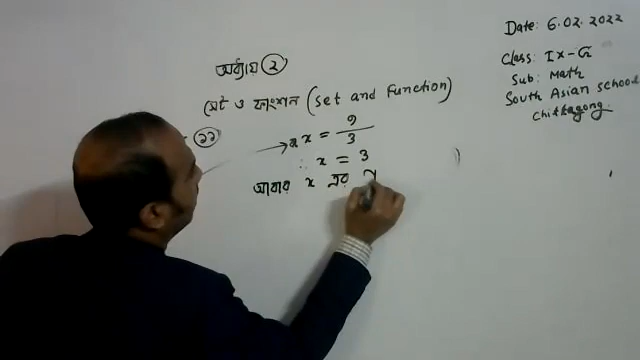 Date: 6.02.2022
Class: IX-G
Sub: Math
South Asian school
Chittagong.
অধ্যায় ২
সেট ও ফাংশন (Set and Function)
x = 9/3
∴ x = 3
আবার x এর